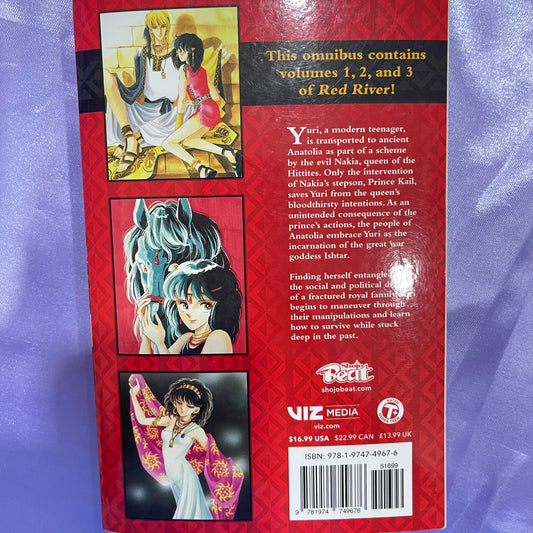 This omnibus contains
volumes 1, 2, and 3
of Red River!
Yuri, a modern teenager,
is transported to ancient
Anatolia as part of a scheme
by the evil Nakia, queen of the
Hittites. Only the intervention
of Nakia's stepson, Prince Kail,
saves Yuri from the queen's
bloodthirsty intentions. As an
unintended consequence of the
prince's actions, the people of
Anatolia embrace Yuri as the
incarnation of the great war
goddess Ishtar.
Finding herself entangled
the social and political
of a fractured royal family,
begins to maneuver through
their manipulations and learn
how to survive while stuck
deep in the past.
Shojo
Beat
shojobeat.com
VIZ MEDIA
viz.com
RATED
T+
$16.99 USA $22.99 CAN £13.99 UK
ISBN: 978-1-9747-4967-6
51699
9 781974 749676